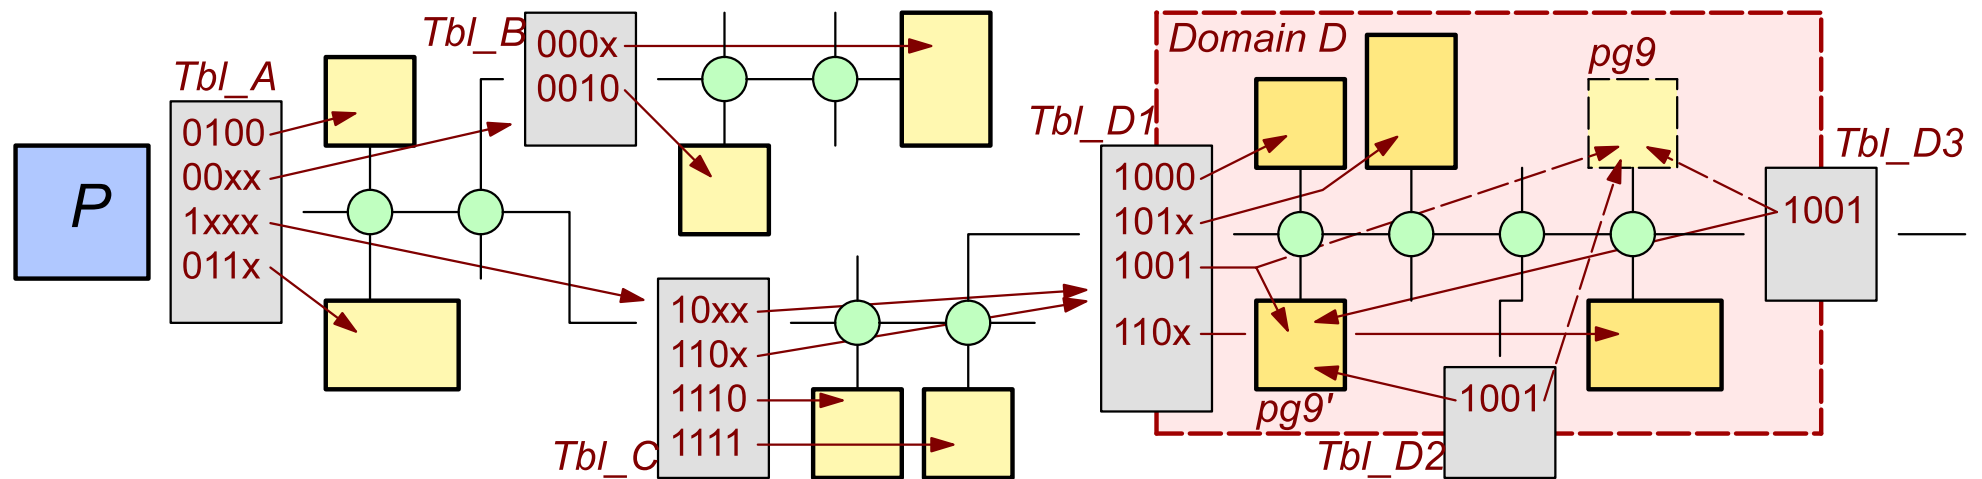 P
Tbl_A
0100
00xx
1xxx
011x
Tbl_B
000x
0010
Tbl_C
10xx
110x
1110
1111
Tbl_D1
1000
101x
1001
110x
Domain D
pg9
pg9'
Tbl_D2
1001
Tbl_D3
1001